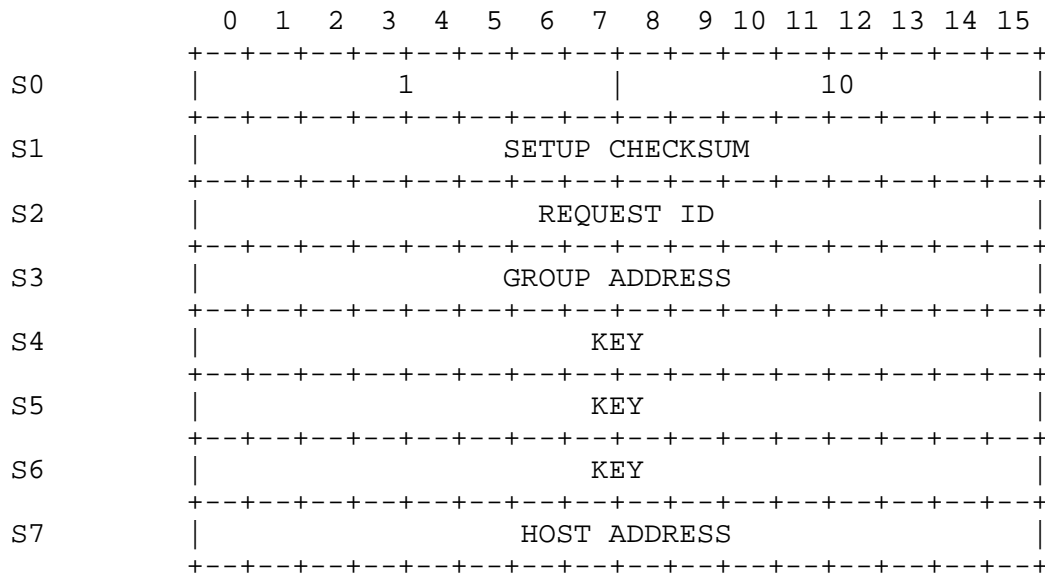 0 1 2 3 4 5 6 7 8 9 10 11 12 13 14 15
+--+--+--+--+--+--+--+--+--+--+--+--+--+--+--+--+
S0 | 1 | 10 |
+--+--+--+--+--+--+--+--+--+--+--+--+--+--+--+--+
S1 | SETUP CHECKSUM |
+--+--+--+--+--+--+--+--+--+--+--+--+--+--+--+--+
S2 | REQUEST ID |
+--+--+--+--+--+--+--+--+--+--+--+--+--+--+--+--+
S3 | GROUP ADDRESS |
+--+--+--+--+--+--+--+--+--+--+--+--+--+--+--+--+
S4 | KEY |
+--+--+--+--+--+--+--+--+--+--+--+--+--+--+--+--+
S5 | KEY |
+--+--+--+--+--+--+--+--+--+--+--+--+--+--+--+--+
S6 | KEY |
+--+--+--+--+--+--+--+--+--+--+--+--+--+--+--+--+
S7 | HOST ADDRESS |
+--+--+--+--+--+--+--+--+--+--+--+--+--+--+--+--+